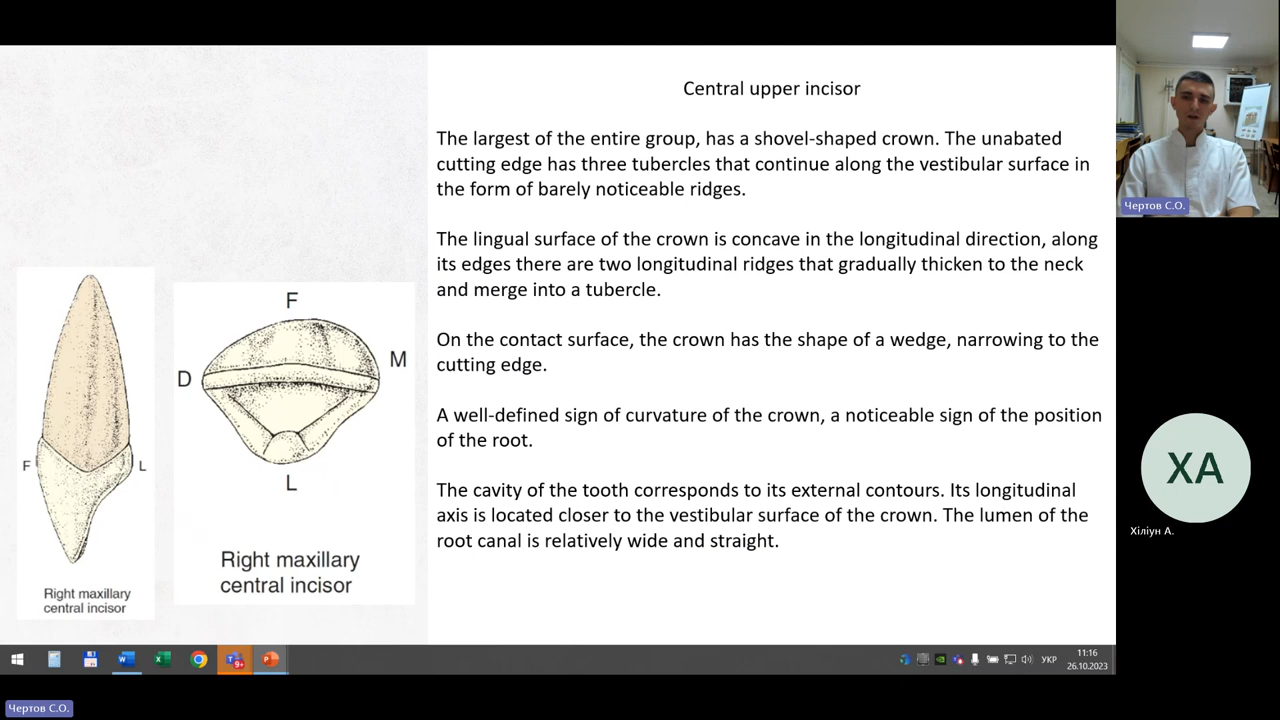 Central upper incisor
The largest of the entire group, has a shovel-shaped crown. The unabated
cutting edge has three tubercles that continue along the vestibular surface in
the form of barely noticeable ridges.
The lingual surface of the crown is concave in the longitudinal direction, along
its edges there are two longitudinal ridges that gradually thicken to the neck
and merge into a tubercle.
On the contact surface, the crown has the shape of a wedge, narrowing to the
cutting edge.
A well-defined sign of curvature of the crown, a noticeable sign of the position
of the root.
The cavity of the tooth corresponds to its external contours. Its longitudinal
axis is located closer to the vestibular surface of the crown. The lumen of the
root canal is relatively wide and straight.
F
L
Right maxillary
central incisor
F
D
M
L
Right maxillary
central incisor
Чертов С.О.
ХА
Хіліун А.
9+
УКР
11:16
26.10.2023
Чертов С.О.